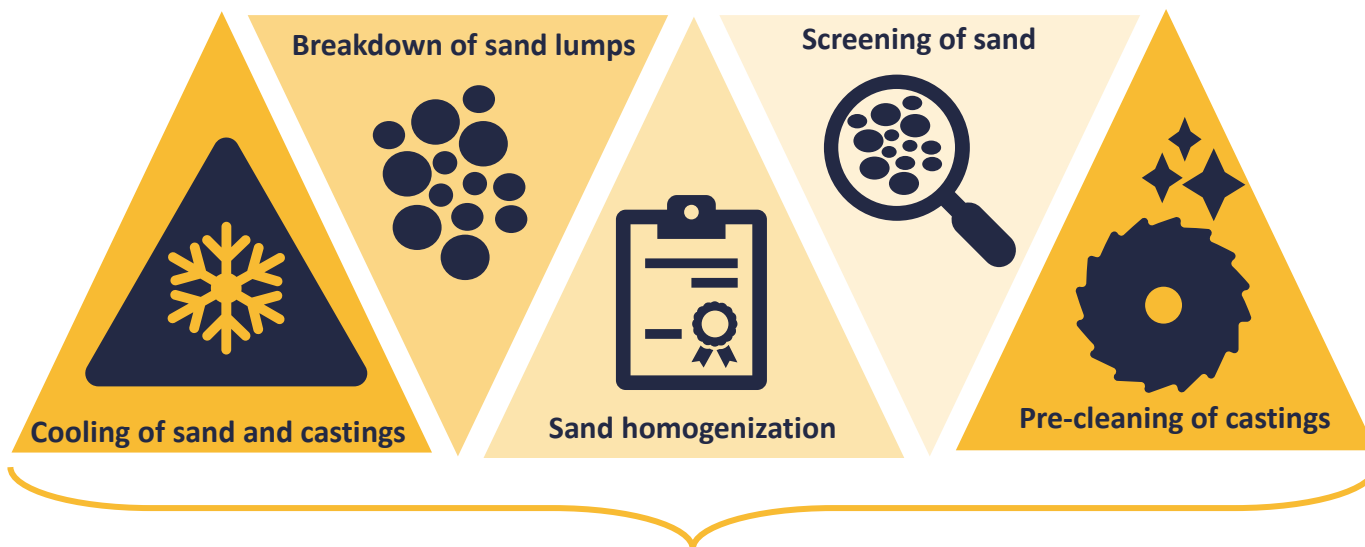 Breakdown of sand lumps
Screening of sand
Cooling of sand and castings
Sand homogenization
Pre-cleaning of castings